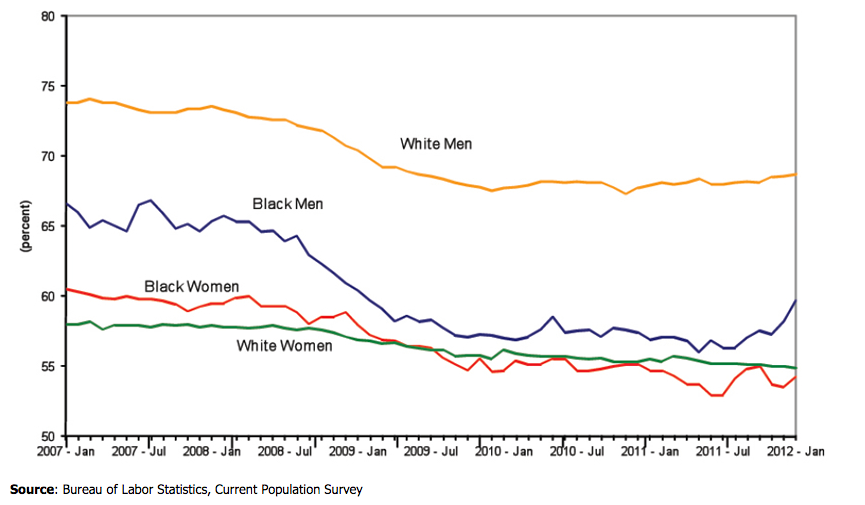 80
75
70
65
60
55
50
(percent)
White Men
Black Men
Black Women
White Women
2007 - Jan 2007 - Jul 2008 - Jan 2008 - Jul 2009 - Jan 2009 - Jul 2010 - Jan 2010 - Jul 2011 - Jan 2011 - Jul 2012 - Jan
Source: Bureau of Labor Statistics, Current Population Survey